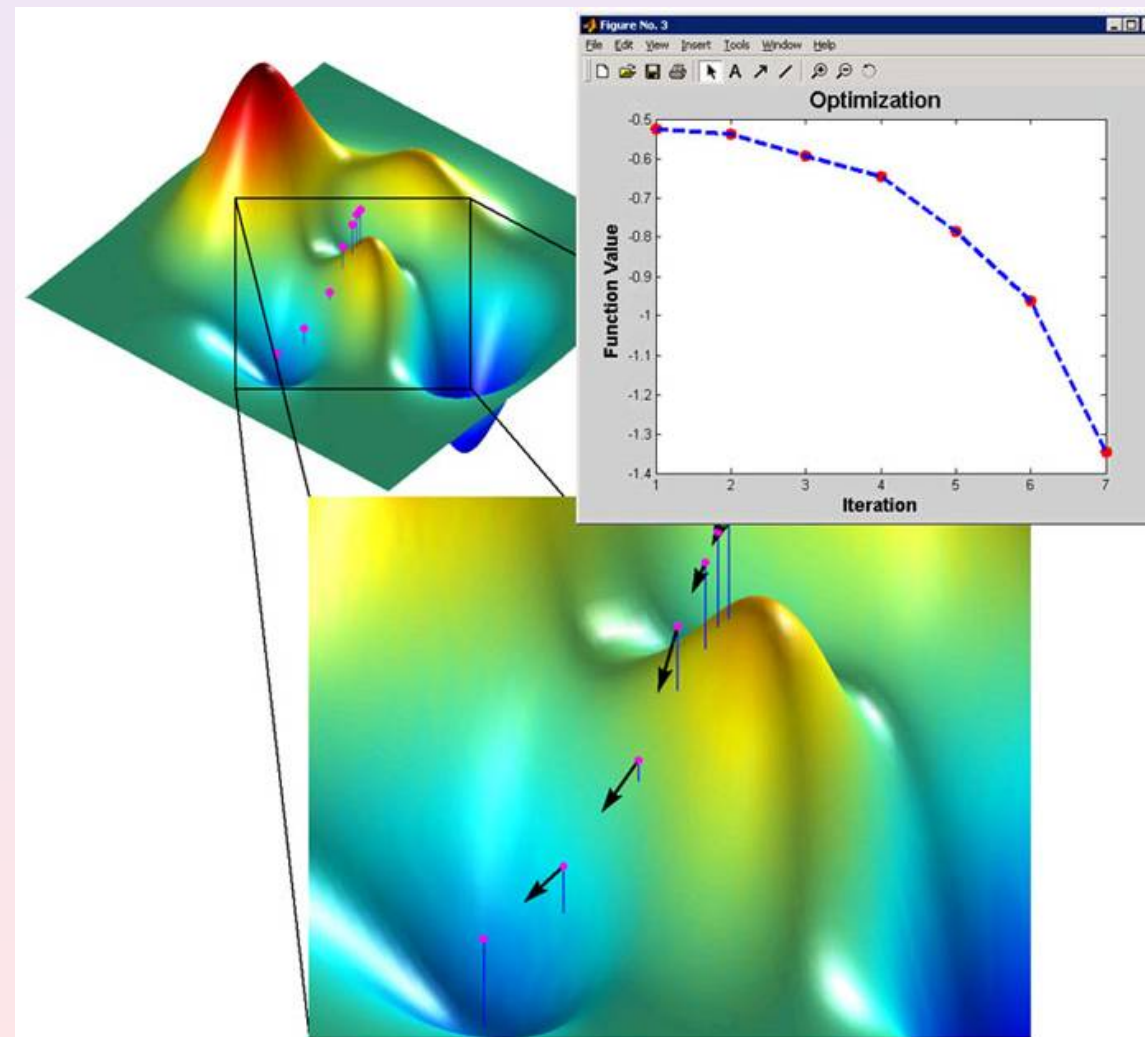 Figure No. 3
File Edit View Insert Tools Window Help
A
Optimization
-0.5
-0.6
-0.7
-0.8
-0.9
-1
-1.1
-1.2
-1.3
-1.4
Function Value
1 2 3 4 5 6 7
Iteration